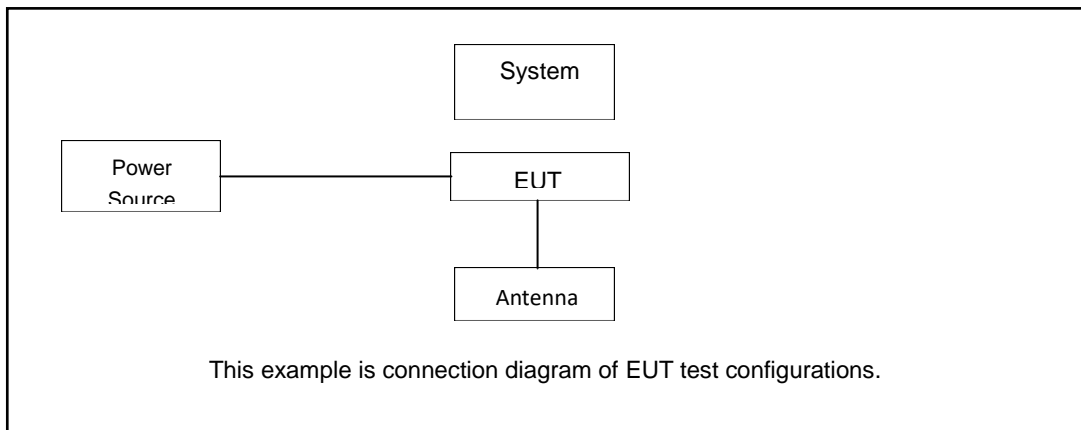 System
Power
Source
EUT
Antenna
This example is connection diagram of EUT test configurations.